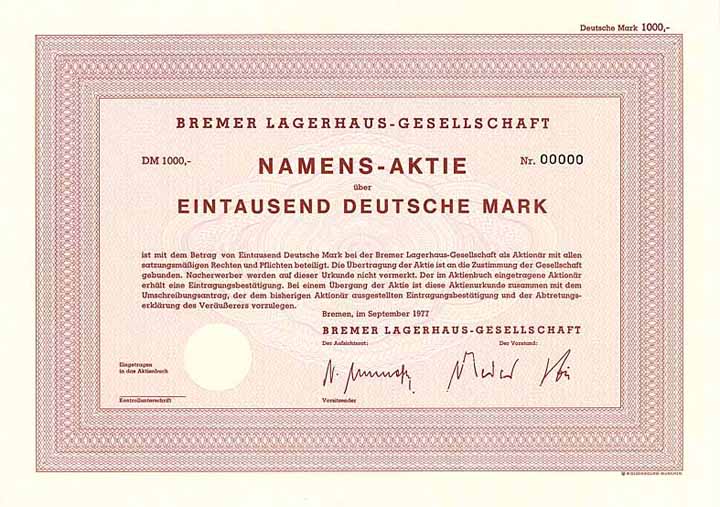 Deutsche Mark 1000,-
BREMER LAGERHAUS-GESELLSCHAFT
DM 1000,- NAMENS-AKTIE Nr. 00000
über
EINTAUSEND DEUTSCHE MARK
ist mit dem Betrag von Eintausend Deutsche Mark bei der Bremer Lagerhaus-Gesellschaft als Aktionär mit allen
satzungsmäßigen Rechten und Pflichten beteiligt. Die Übertragung der Aktie ist an die Zustimmung der Gesellschaft
gebunden. Nacherwerber werden auf dieser Urkunde nicht vermerkt. Der im Aktienbuch eingetragene Aktionär
erhält eine Eintragungsbestätigung. Bei einem Übergang der Aktie ist diese Aktienurkunde zusammen mit dem
Umschreibungsantrag, der dem bisherigen Aktionär ausgestellten Eintragungsbestätigung und der Abtretungs-
erklärung des Veräußerers vorzulegen.
Bremen, im September 1977
BREMER LAGERHAUS-GESELLSCHAFT
Der Aufsichtsrat: Der Vorstand:
Eingetragen
in das Aktienbuch
Kontrollunterschrift
Vorsitzender